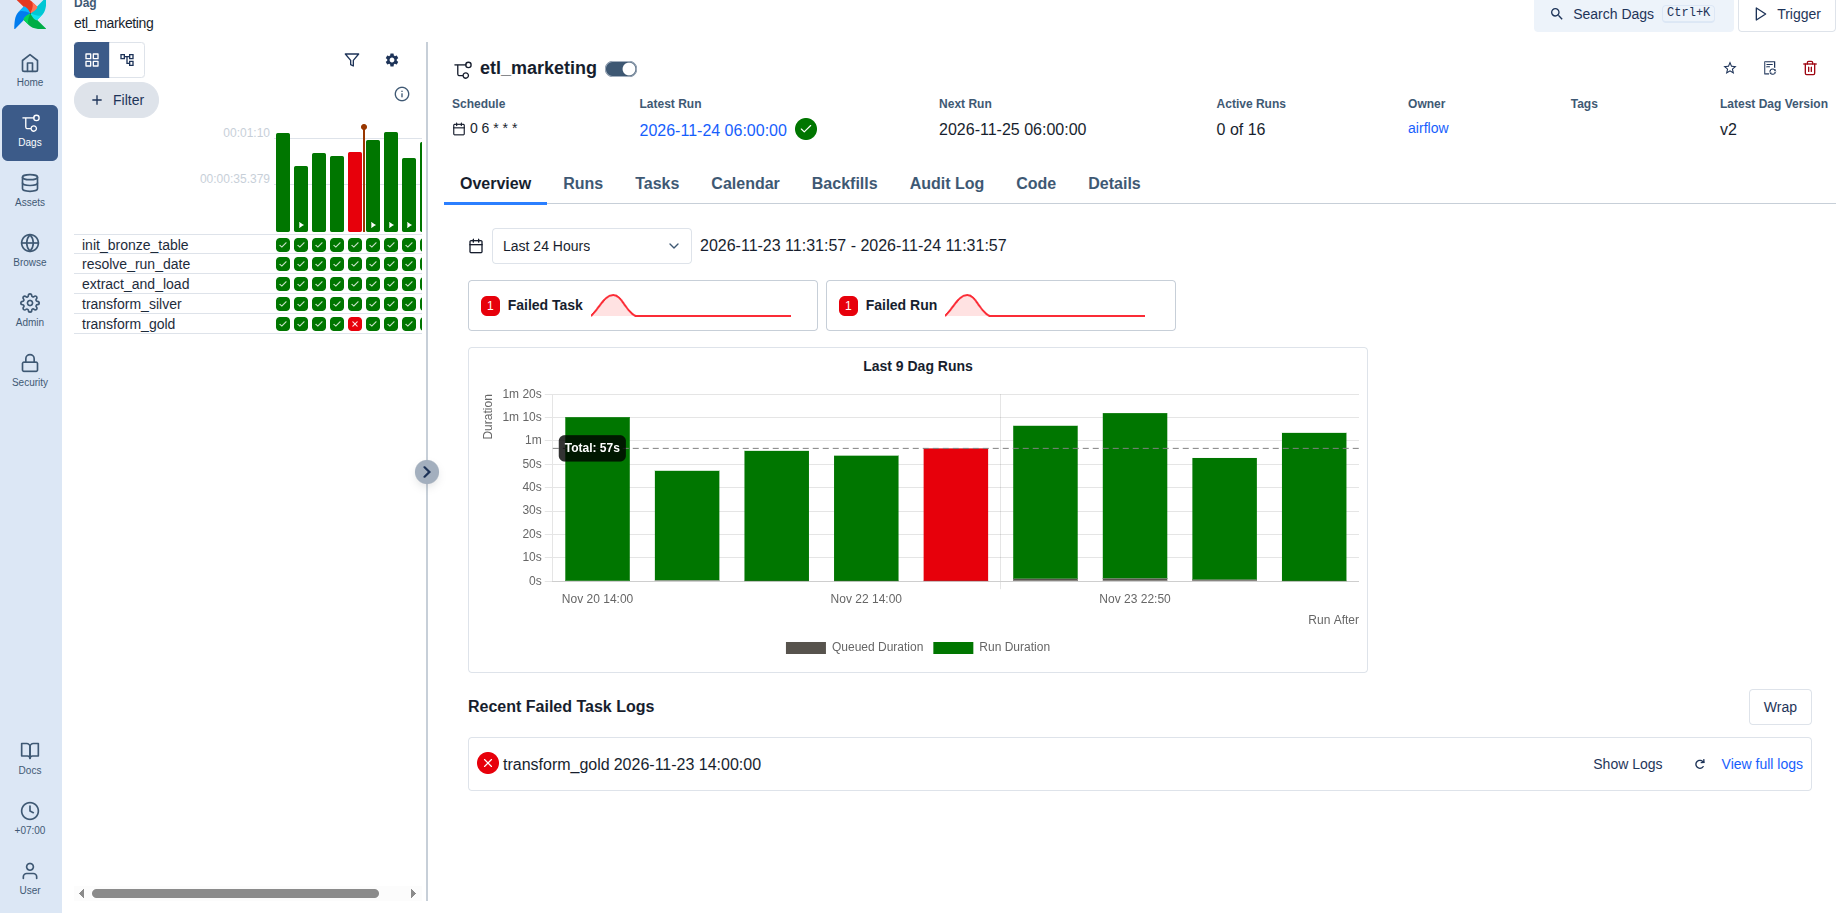 Dag
etl_marketing
Search Dags Ctrl+K
Trigger
Home
Dags
Assets
Browse
Admin
Security
Docs
+07:00
User
Filter
00:01:10
00:00:35.379
init_bronze_table
resolve_run_date
extract_and_load
transform_silver
transform_gold
etl_marketing
Schedule Latest Run Next Run Active Runs Owner Tags Latest Dag Version
0 6 * * * 2026-11-24 06:00:00 2026-11-25 06:00:00 0 of 16 airflow v2
Overview Runs Tasks Calendar Backfills Audit Log Code Details
Last 24 Hours 2026-11-23 11:31:57 - 2026-11-24 11:31:57
1 Failed Task 1 Failed Run
Last 9 Dag Runs
Duration
1m 20s
1m 10s
1m
Total: 57s
50s
40s
30s
20s
10s
0s
Nov 20 14:00 Nov 22 14:00 Nov 23 22:50
Run After
Queued Duration Run Duration
Recent Failed Task Logs Wrap
transform_gold 2026-11-23 14:00:00 Show Logs View full logs